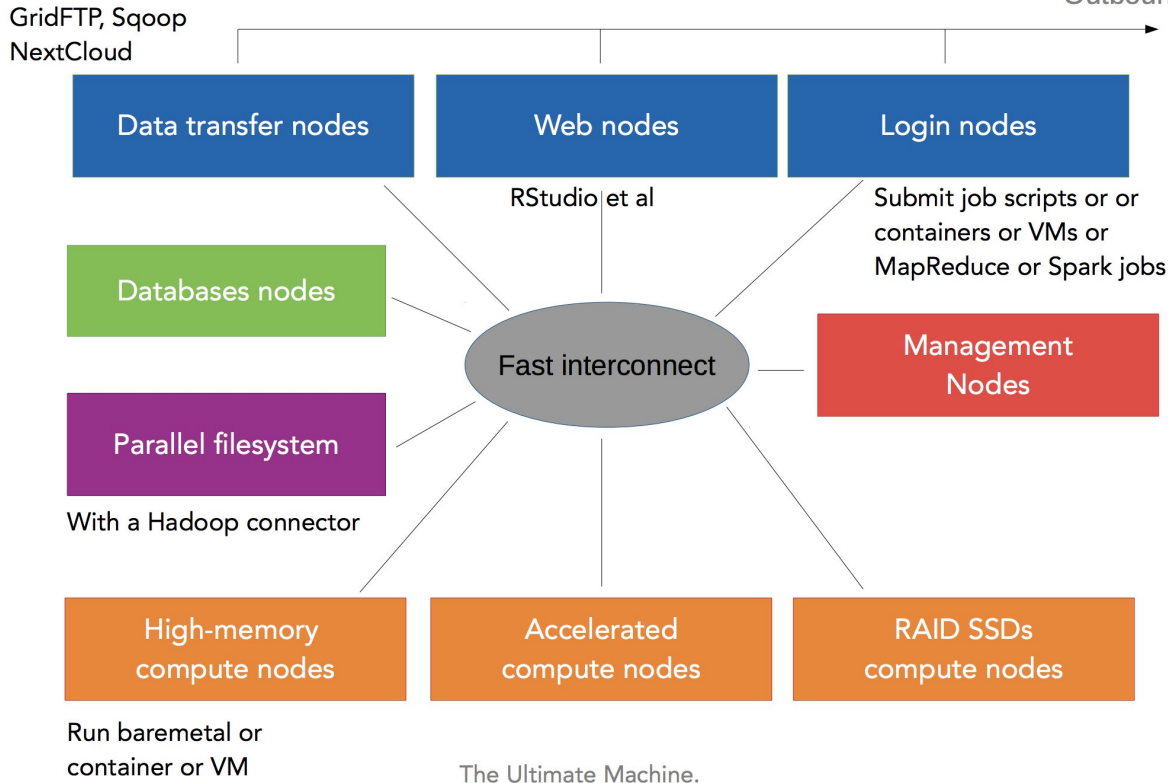 GridFTP, Sqoop
NextCloud
Data transfer nodes
Web nodes
Login nodes
RStudio et al
Submit job scripts or or
containers or VMs or
MapReduce or Spark jobs
Databases nodes
Fast interconnect
Management
Nodes
Parallel filesystem
With a Hadoop connector
High-memory
compute nodes
Accelerated
compute nodes
RAID SSDs
compute nodes
Run baremetal or
container or VM
The Ultimate Machine.